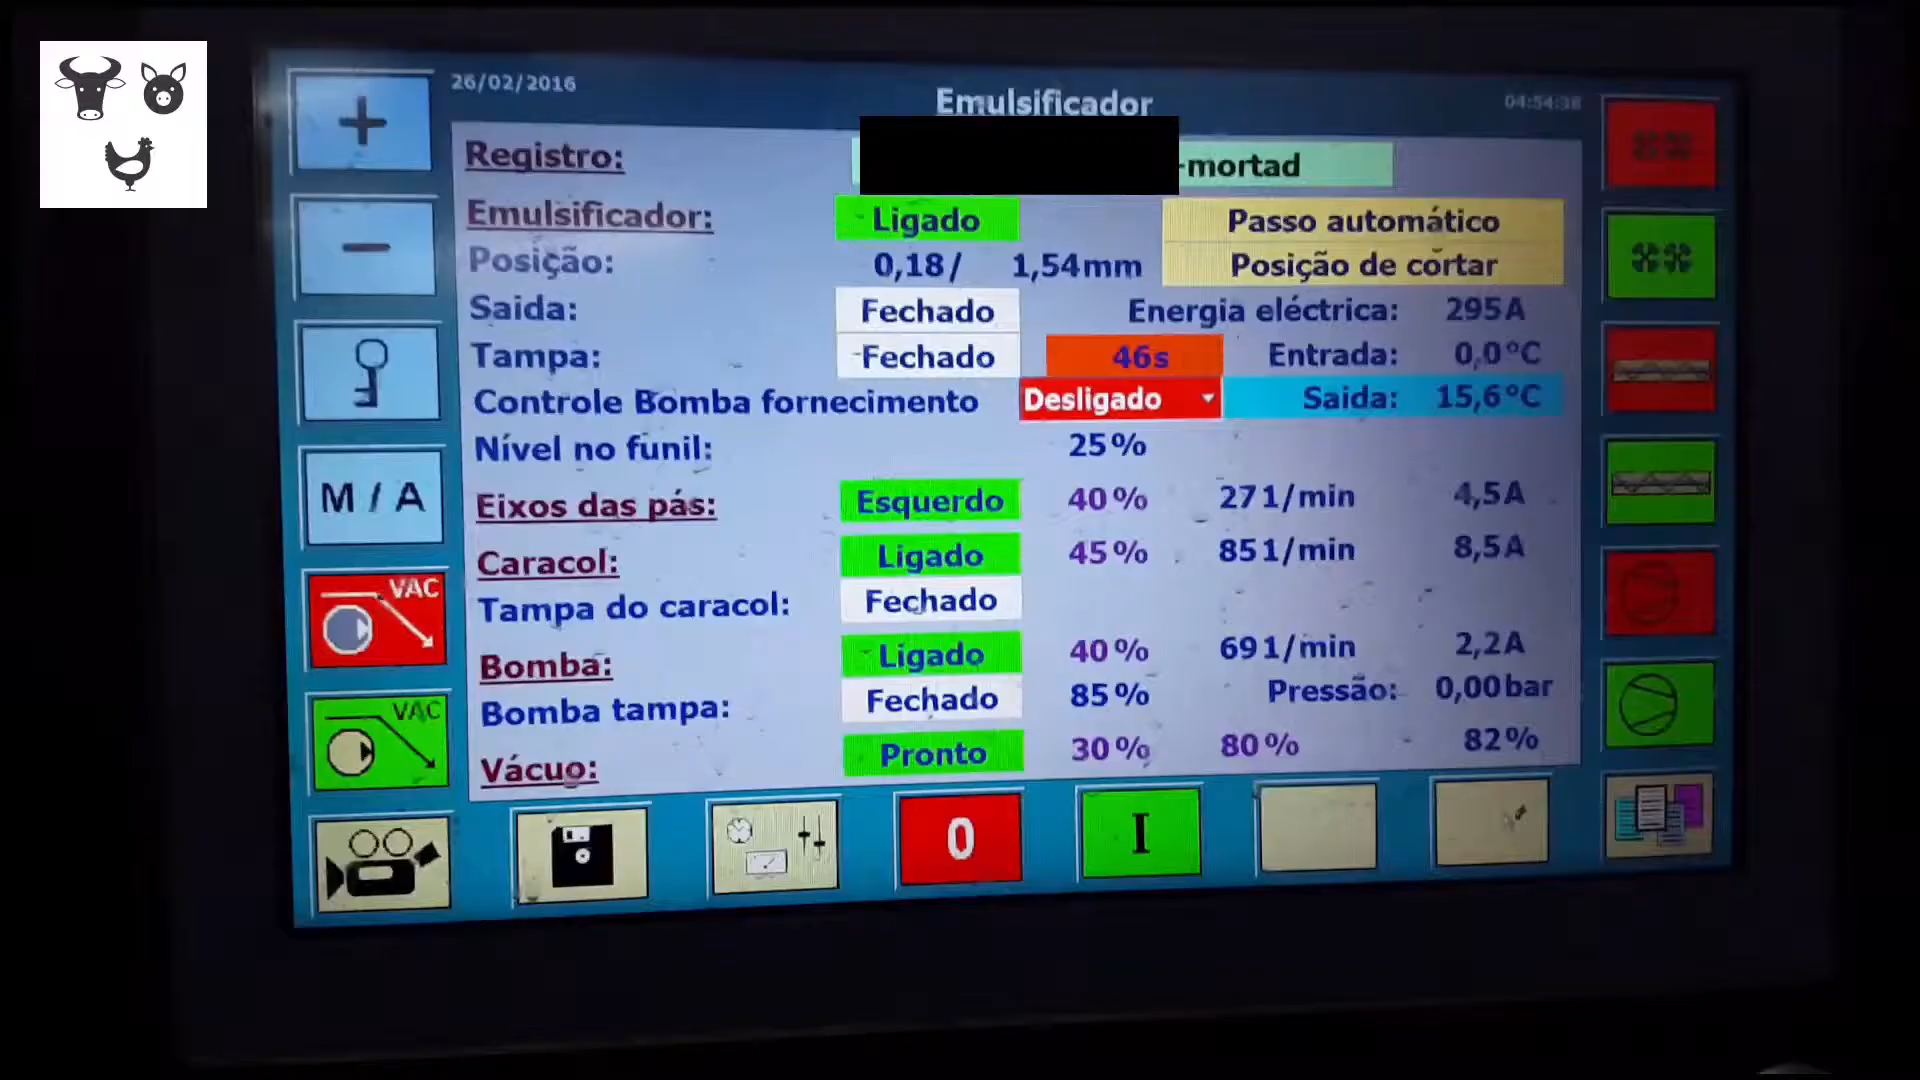 26/02/2016 Emulsificador 04:54:38
Registro: -mortad
Emulsificador: Ligado Passo automático
Posição: 0,18/ 1,54mm Posição de cortar
Saida: Fechado Energia eléctrica: 295A
Tampa: Fechado 46s Entrada: 0,0°C
Controle Bomba fornecimento Desligado Saida: 15,6°C
Nível no funil: 25%
Eixos das pás: Esquerdo 40% 271/min 4,5A
Caracol: Ligado 45% 851/min 8,5A
Tampa do caracol: Fechado
Bomba: Ligado 40% 691/min 2,2A
Bomba tampa: Fechado 85% Pressão: 0,00bar
Vácuo: Pronto 30% 80% 82%
+
−
M / A
VAC
VAC
0 I